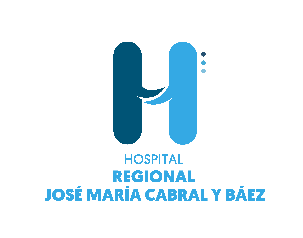 H
HOSPITAL
REGIONAL
JOSÉ MARÍA CABRAL Y BÁEZ